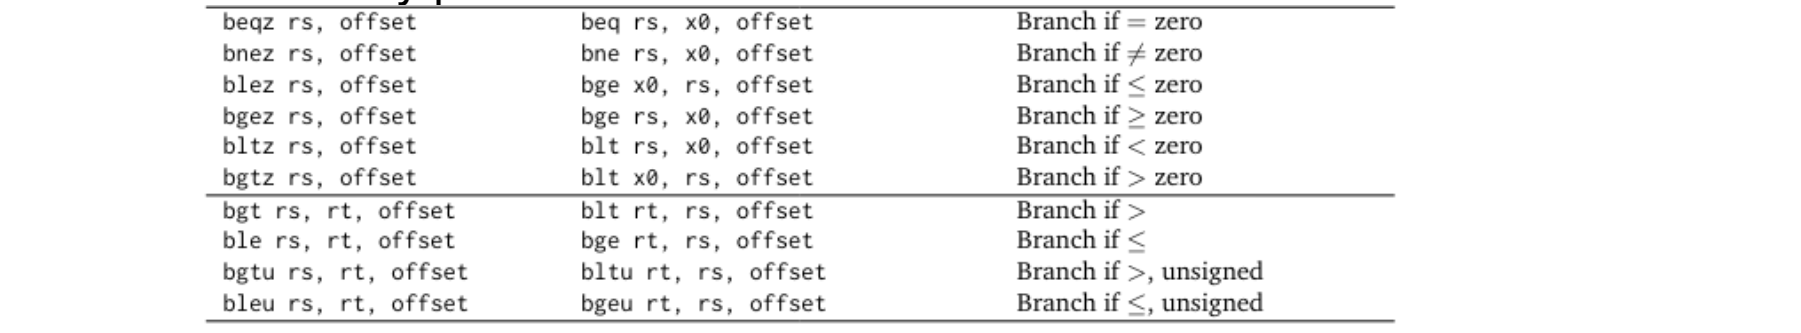 beqz rs, offset beq rs, x0, offset Branch if = zero
bnez rs, offset bne rs, x0, offset Branch if ≠ zero
blez rs, offset bge x0, rs, offset Branch if ≤ zero
bgez rs, offset bge rs, x0, offset Branch if ≥ zero
bltz rs, offset blt rs, x0, offset Branch if < zero
bgtz rs, offset blt x0, rs, offset Branch if > zero
bgt rs, rt, offset blt rt, rs, offset Branch if >
ble rs, rt, offset bge rt, rs, offset Branch if ≤
bgtu rs, rt, offset bltu rt, rs, offset Branch if >, unsigned
bleu rs, rt, offset bgeu rt, rs, offset Branch if ≤, unsigned